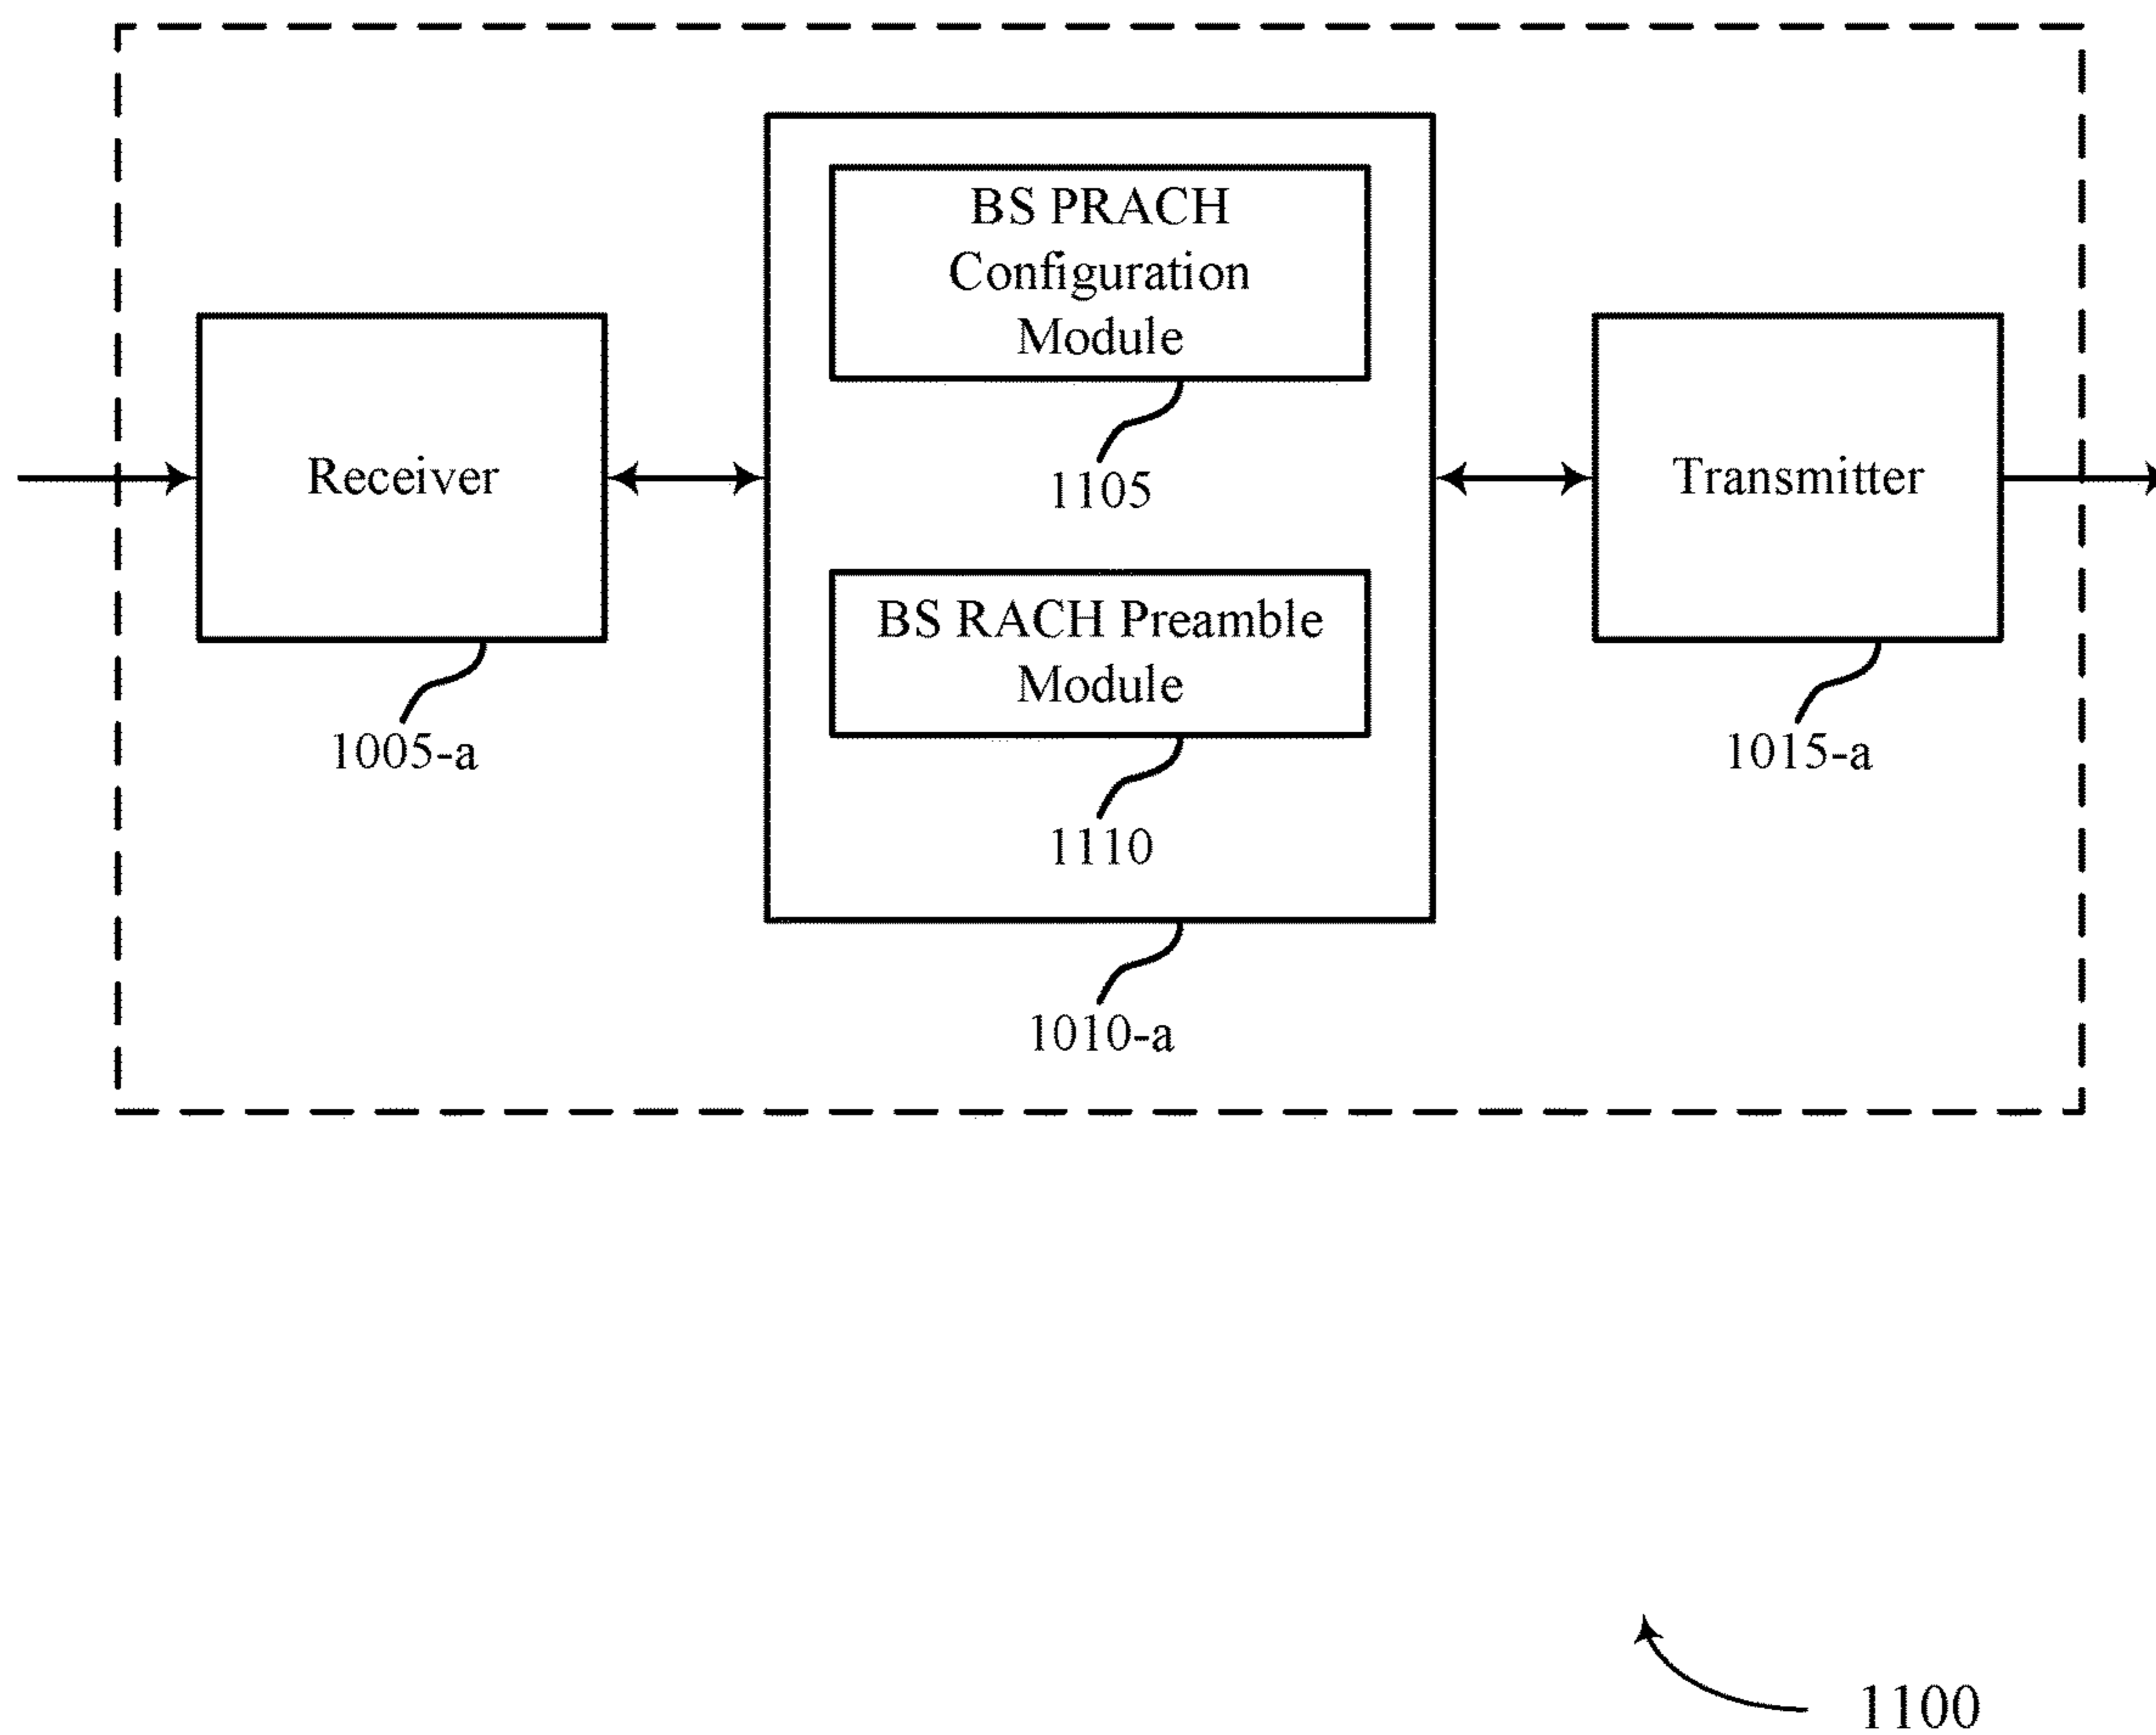 BS PRACH
Configuration
Module
1105
Receiver
1005-a
BS RACH Preamble
Module
1110
1010-a
Transmitter
1015-a
1100